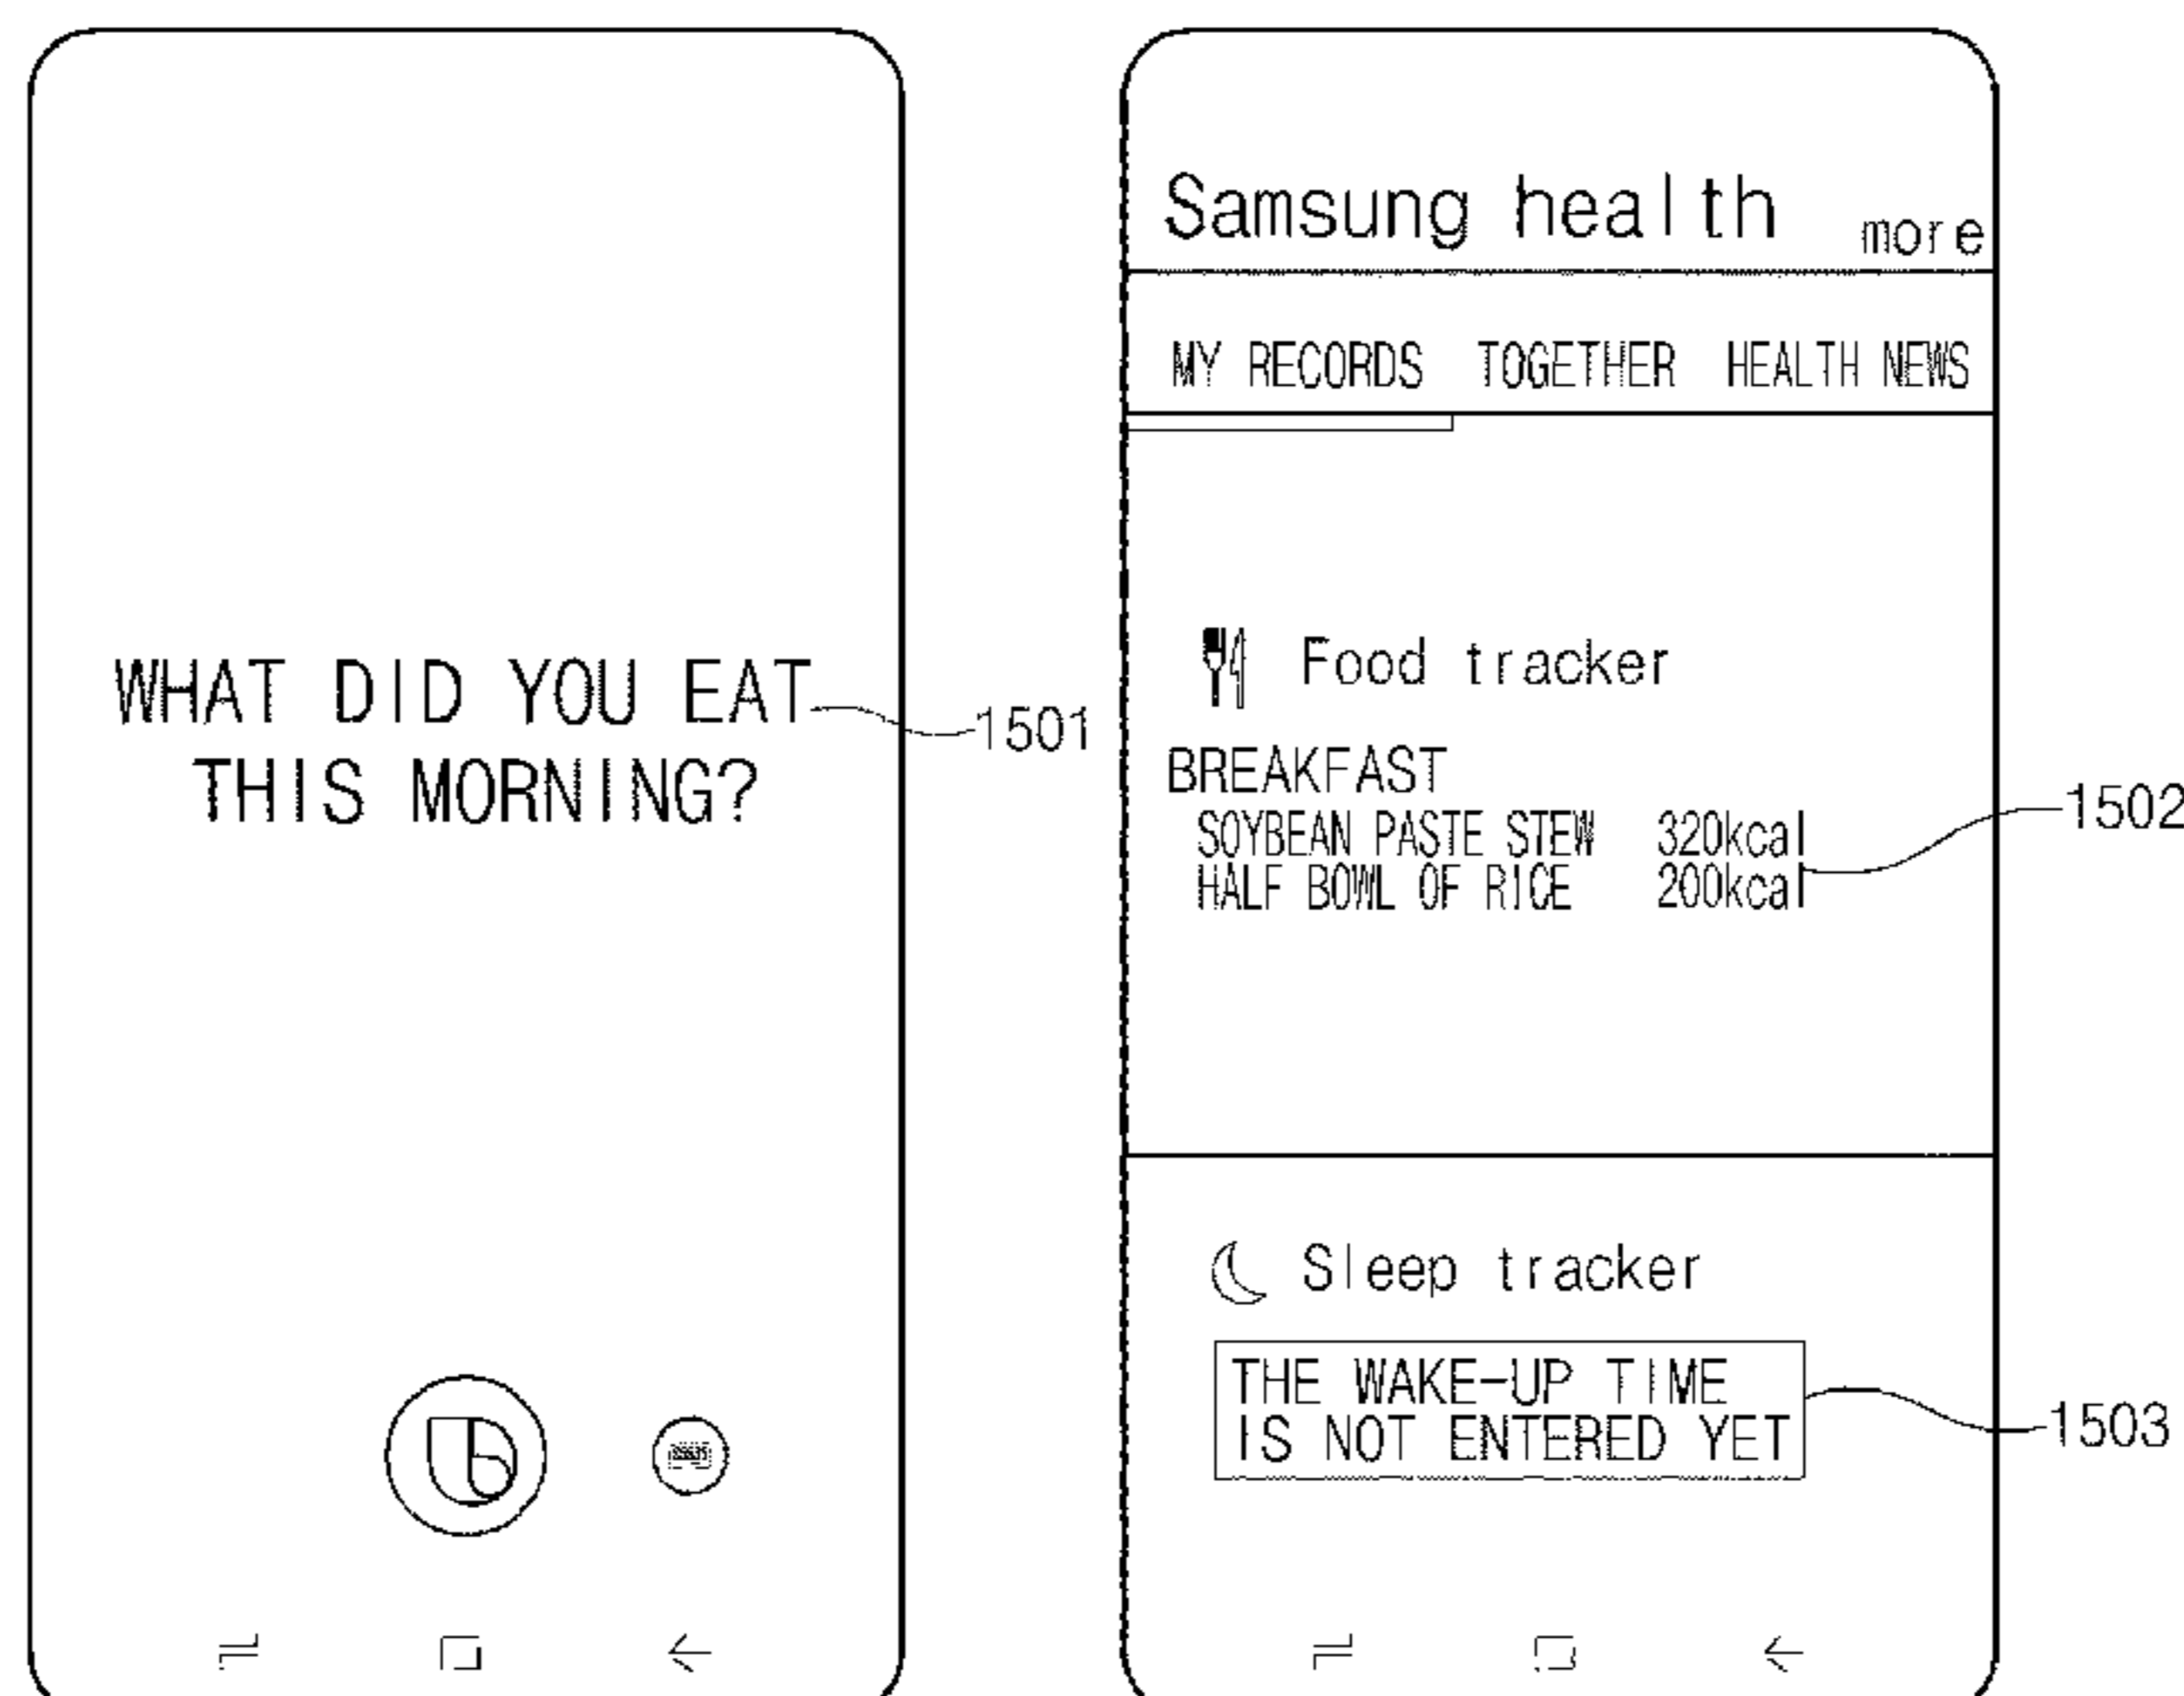 WHAT DID YOU EAT
THIS MORNING?
1501
Samsung health more
MY RECORDS TOGETHER HEALTH NEWS
Food tracker
BREAKFAST
SOYBEAN PASTE STEW 320kcal
HALF BOWL OF RICE 200kcal
1502
Sleep tracker
THE WAKE-UP TIME
IS NOT ENTERED YET
1503